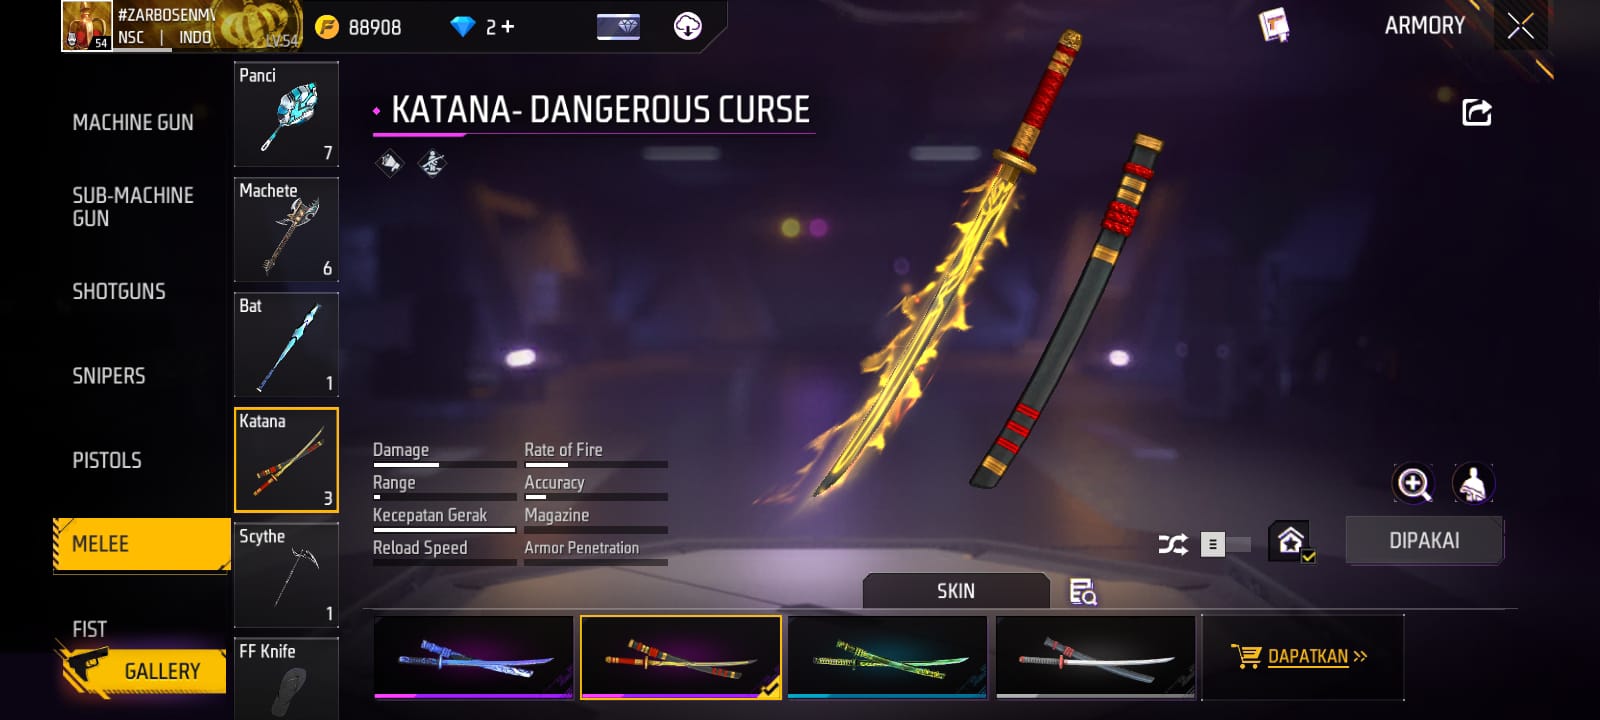 #ZARBOSENMV
NSC | INDO
54
LV.54
88908
2+
ARMORY
MACHINE GUN
SUB-MACHINE
GUN
SHOTGUNS
SNIPERS
PISTOLS
MELEE
FIST
GALLERY
Panci
7
Machete
6
Bat
1
Katana
3
Scythe
1
FF Knife
KATANA- DANGEROUS CURSE
Damage
Rate of Fire
Range
Accuracy
Kecepatan Gerak
Magazine
Reload Speed
Armor Penetration
DIPAKAI
SKIN
DAPATKAN >>